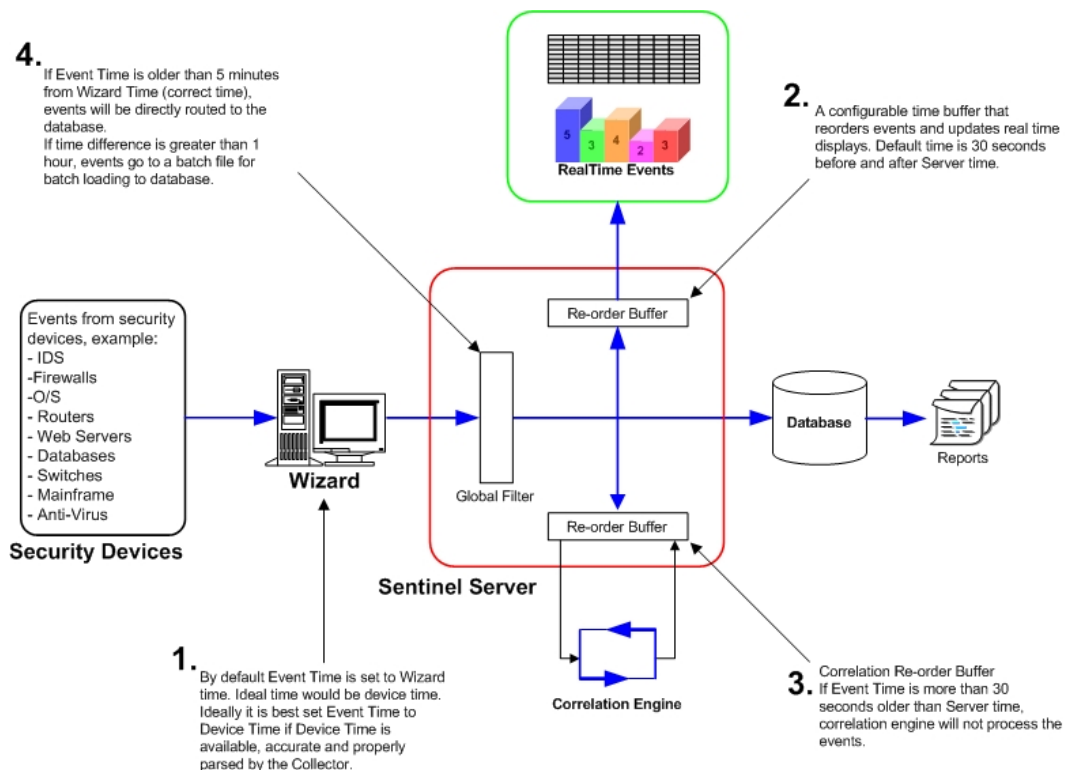 4.
If Event Time is older than 5 minutes
from Wizard Time (correct time),
events will be directly routed to the
database.
If time difference is greater than 1
hour, events go to a batch file for
batch loading to database.
5
3
4
2
3
RealTime Events
2.
A configurable time buffer that
reorders events and updates real time
displays. Default time is 30 seconds
before and after Server time.
Events from security
devices, example:
- IDS
-Firewalls
-O/S
- Routers
- Web Servers
- Databases
- Switches
- Mainframe
- Anti-Virus
Security Devices
Wizard
Global Filter
Re-order Buffer
Re-order Buffer
Sentinel Server
Database
Reports
Correlation Engine
1.
By default Event Time is set to Wizard
time. Ideal time would be device time.
Ideally it is best set Event Time to
Device Time if Device Time is
available, accurate and properly
parsed by the Collector.
3.
Correlation Re-order Buffer
If Event Time is more than 30
seconds older than Server time,
correlation engine will not process the
events.